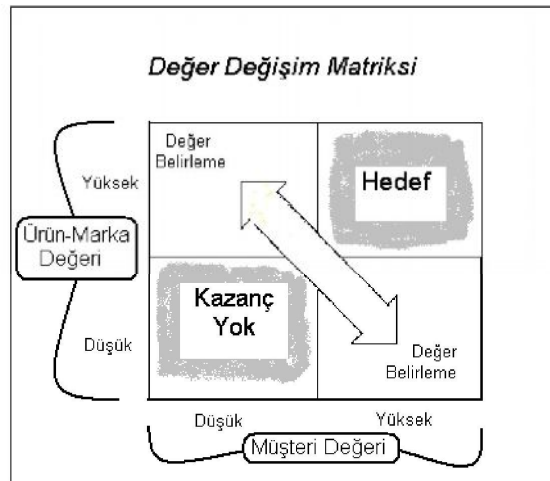 Değer Değişim Matriksi
Değer
Belirleme
Yüksek
Hedef
Ürün-Marka
Değeri
Kazanç
Yok
Düşük
Değer
Belirleme
Düşük
Yüksek
Müşteri Değeri